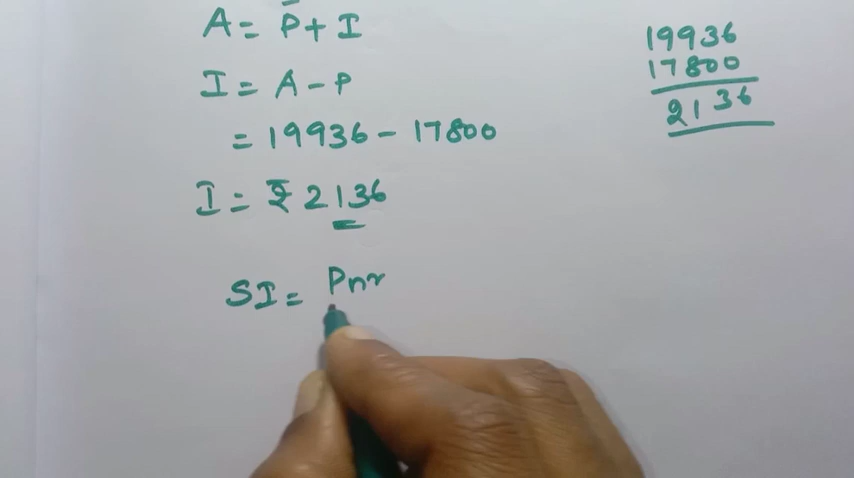 A = P + I
I = A - P
= 19936 - 17800
I = ₹ 2136
SI = Pnr
19936
17800
2136